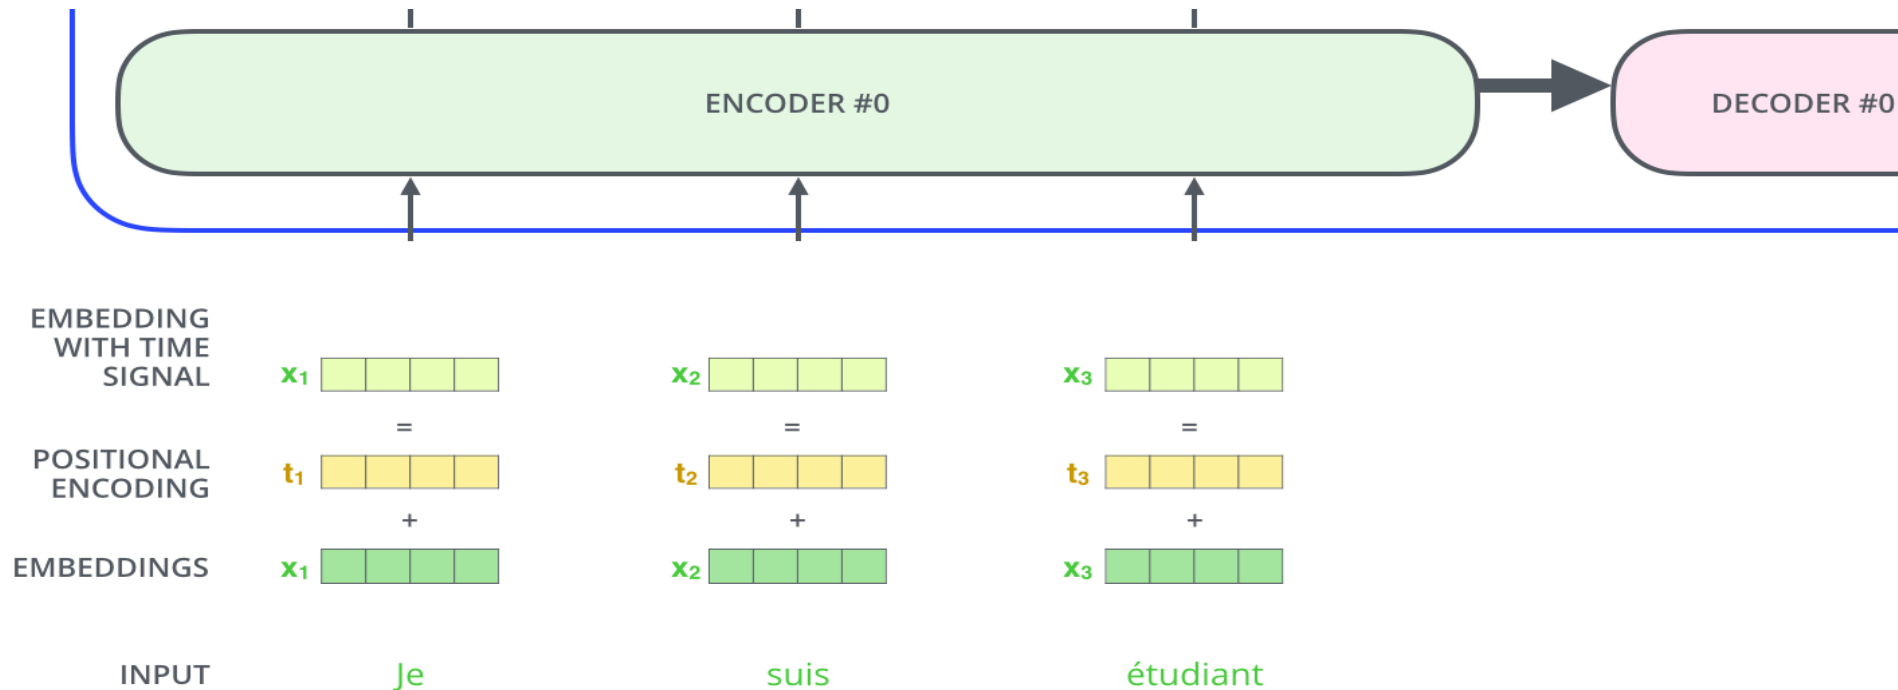 ENCODER #0
DECODER #0
EMBEDDING
WITH TIME
SIGNAL
x₁
x₂
x₃
=
=
=
POSITIONAL
ENCODING
t₁
t₂
t₃
+
+
+
EMBEDDINGS
x₁
x₂
x₃
INPUT
Je
suis
étudiant